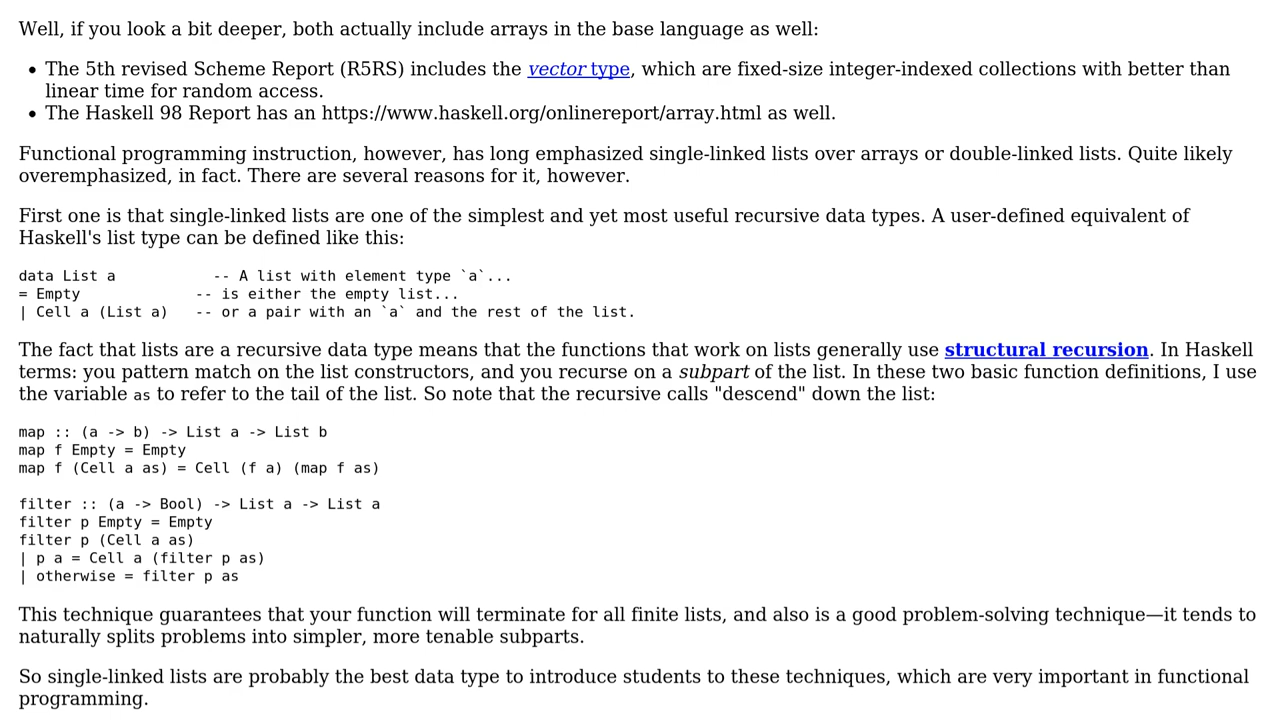 Well, if you look a bit deeper, both actually include arrays in the base language as well:
• The 5th revised Scheme Report (R5RS) includes the vector type, which are fixed-size integer-indexed collections with better than
linear time for random access.
• The Haskell 98 Report has an https://www.haskell.org/onlinereport/array.html as well.
Functional programming instruction, however, has long emphasized single-linked lists over arrays or double-linked lists. Quite likely
overemphasized, in fact. There are several reasons for it, however.
First one is that single-linked lists are one of the simplest and yet most useful recursive data types. A user-defined equivalent of
Haskell's list type can be defined like this:
data List a           -- A list with element type `a`...
= Empty             -- is either the empty list...
| Cell a (List a)   -- or a pair with an `a` and the rest of the list.
The fact that lists are a recursive data type means that the functions that work on lists generally use structural recursion. In Haskell
terms: you pattern match on the list constructors, and you recurse on a subpart of the list. In these two basic function definitions, I use
the variable as to refer to the tail of the list. So note that the recursive calls "descend" down the list:
map :: (a -> b) -> List a -> List b
map f Empty = Empty
map f (Cell a as) = Cell (f a) (map f as)
filter :: (a -> Bool) -> List a -> List a
filter p Empty = Empty
filter p (Cell a as)
| p a = Cell a (filter p as)
| otherwise = filter p as
This technique guarantees that your function will terminate for all finite lists, and also is a good problem-solving technique—it tends to
naturally splits problems into simpler, more tenable subparts.
So single-linked lists are probably the best data type to introduce students to these techniques, which are very important in functional
programming.